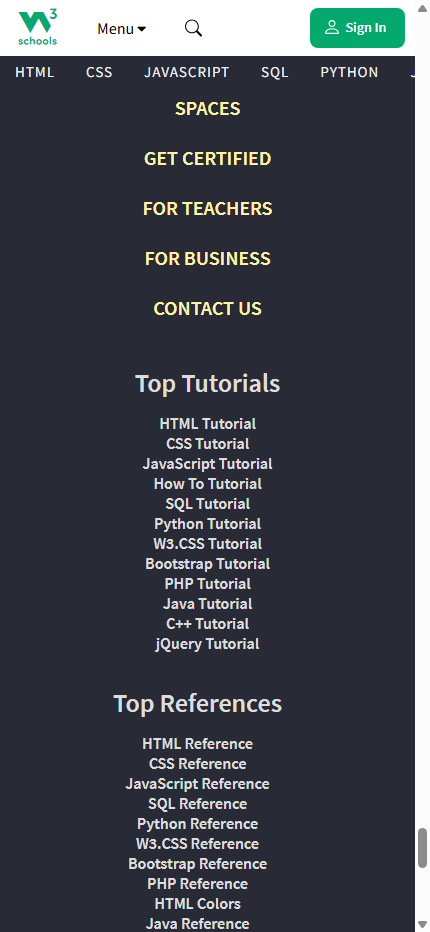 W3
schools
Menu
Sign In
HTML CSS JAVASCRIPT SQL PYTHON
SPACES
GET CERTIFIED
FOR TEACHERS
FOR BUSINESS
CONTACT US
Top Tutorials
HTML Tutorial
CSS Tutorial
JavaScript Tutorial
How To Tutorial
SQL Tutorial
Python Tutorial
W3.CSS Tutorial
Bootstrap Tutorial
PHP Tutorial
Java Tutorial
C++ Tutorial
jQuery Tutorial
Top References
HTML Reference
CSS Reference
JavaScript Reference
SQL Reference
Python Reference
W3.CSS Reference
Bootstrap Reference
PHP Reference
HTML Colors
Java Reference